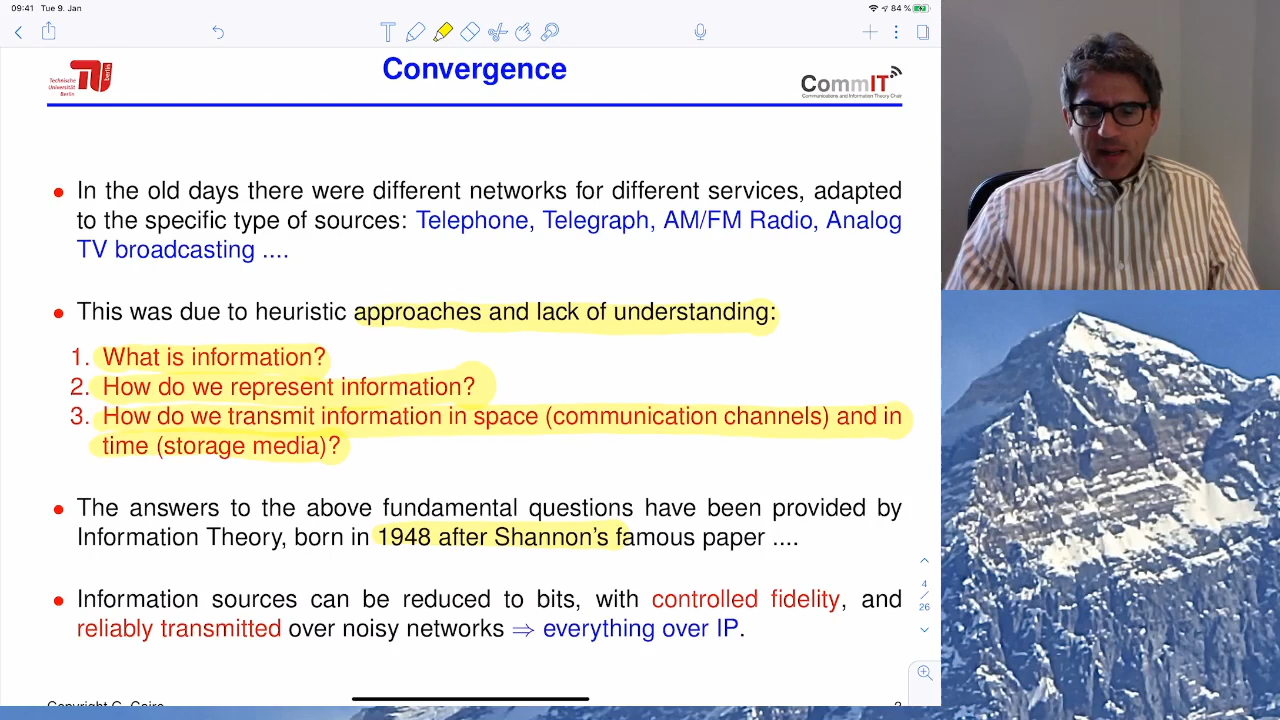 09:41 Tue 9. Jan
84 %
Convergence
Technische
Universität
Berlin
berlin
CommIT
Communications and Information Theory Chair
• In the old days there were different networks for different services, adapted
to the specific type of sources: Telephone, Telegraph, AM/FM Radio, Analog
TV broadcasting ....
• This was due to heuristic approaches and lack of understanding:
1. What is information?
2. How do we represent information?
3. How do we transmit information in space (communication channels) and in
time (storage media)?
• The answers to the above fundamental questions have been provided by
Information Theory, born in 1948 after Shannon's famous paper ....
• Information sources can be reduced to bits, with controlled fidelity, and
reliably transmitted over noisy networks ⇒ everything over IP.
4
/
26
Copyright G. Caire